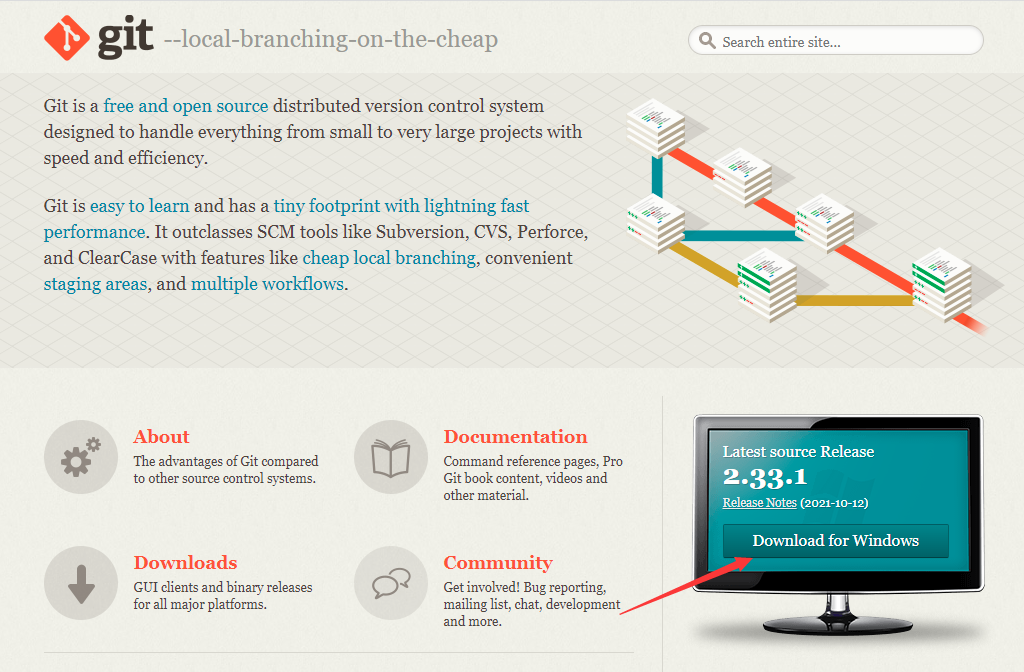 git --local-branching-on-the-cheap
Search entire site...
Git is a free and open source distributed version control system
designed to handle everything from small to very large projects with
speed and efficiency.
Git is easy to learn and has a tiny footprint with lightning fast
performance. It outclasses SCM tools like Subversion, CVS, Perforce,
and ClearCase with features like cheap local branching, convenient
staging areas, and multiple workflows.
About
The advantages of Git compared
to other source control systems.
Documentation
Command reference pages, Pro
Git book content, videos and
other material.
Downloads
GUI clients and binary releases
for all major platforms.
Community
Get involved! Bug reporting,
mailing list, chat, development
and more.
Latest source Release
2.33.1
Release Notes (2021-10-12)
Download for Windows